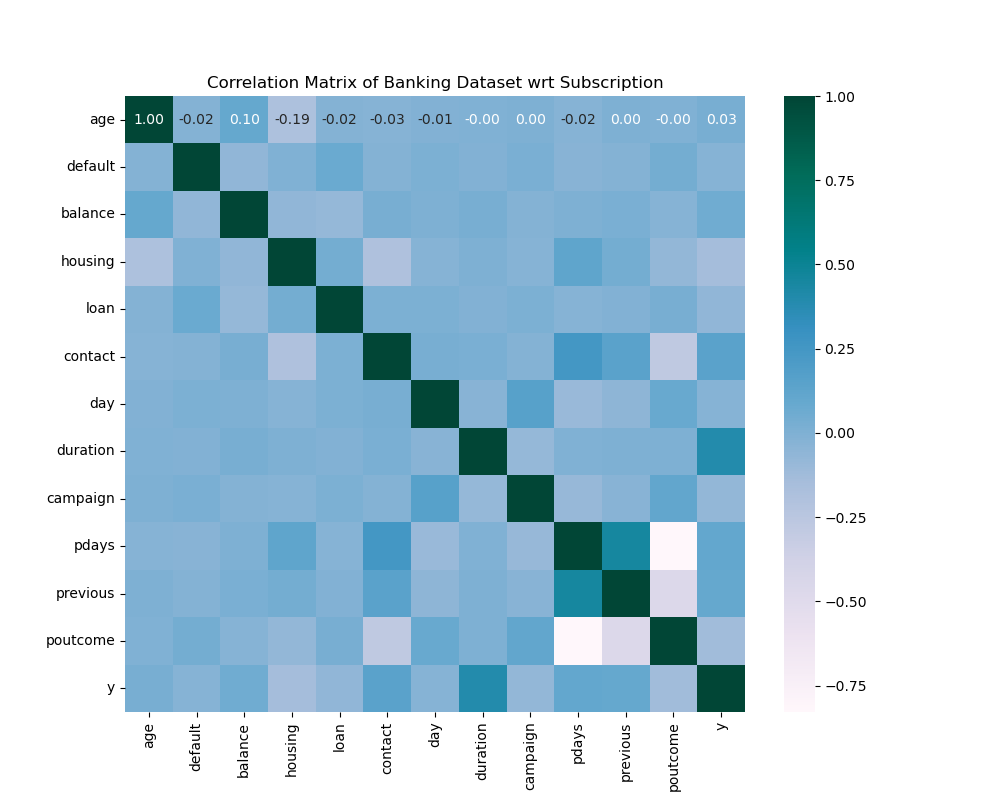 Correlation Matrix of Banking Dataset wrt Subscription
age 1.00 -0.02 0.10 -0.19 -0.02 -0.03 -0.01 -0.00 0.00 -0.02 0.00 -0.00 0.03
default
balance
housing
loan
contact
day
duration
campaign
pdays
previous
poutcome
y
age default balance housing loan contact day duration campaign pdays previous poutcome y
1.00
0.75
0.50
0.25
0.00
−0.25
−0.50
−0.75